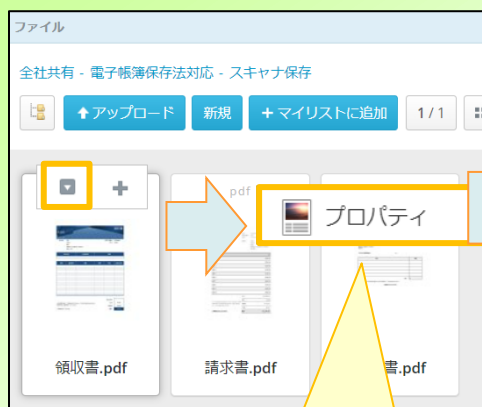 ファイル
全社共有 - 電子帳簿保存法対応 - スキャナ保存
アップロード 新規 + マイリストに追加 1 / 1
pdf
プロパティ
領収書.pdf 請求書.pdf 書.pdf